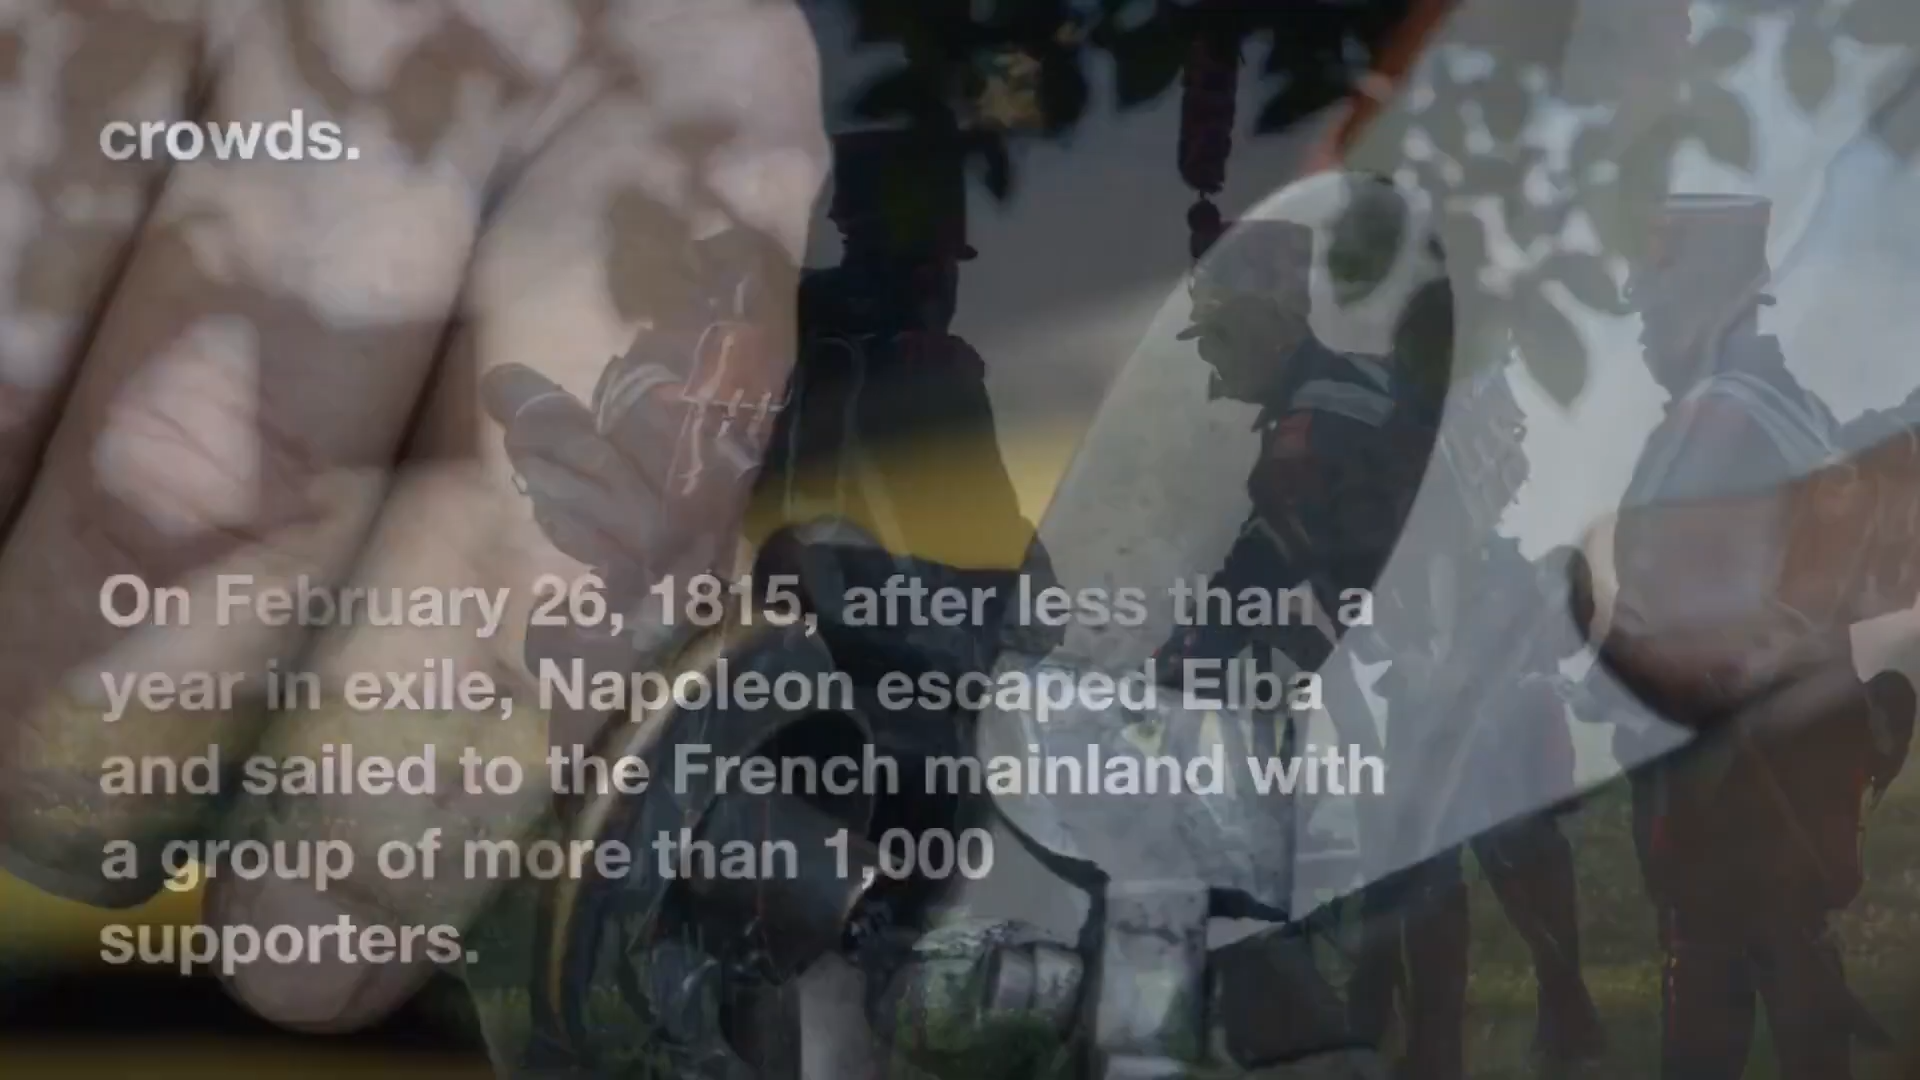 crowds.
On February 26, 1815, after less than a
year in exile, Napoleon escaped Elba
and sailed to the French mainland with
a group of more than 1,000
supporters.